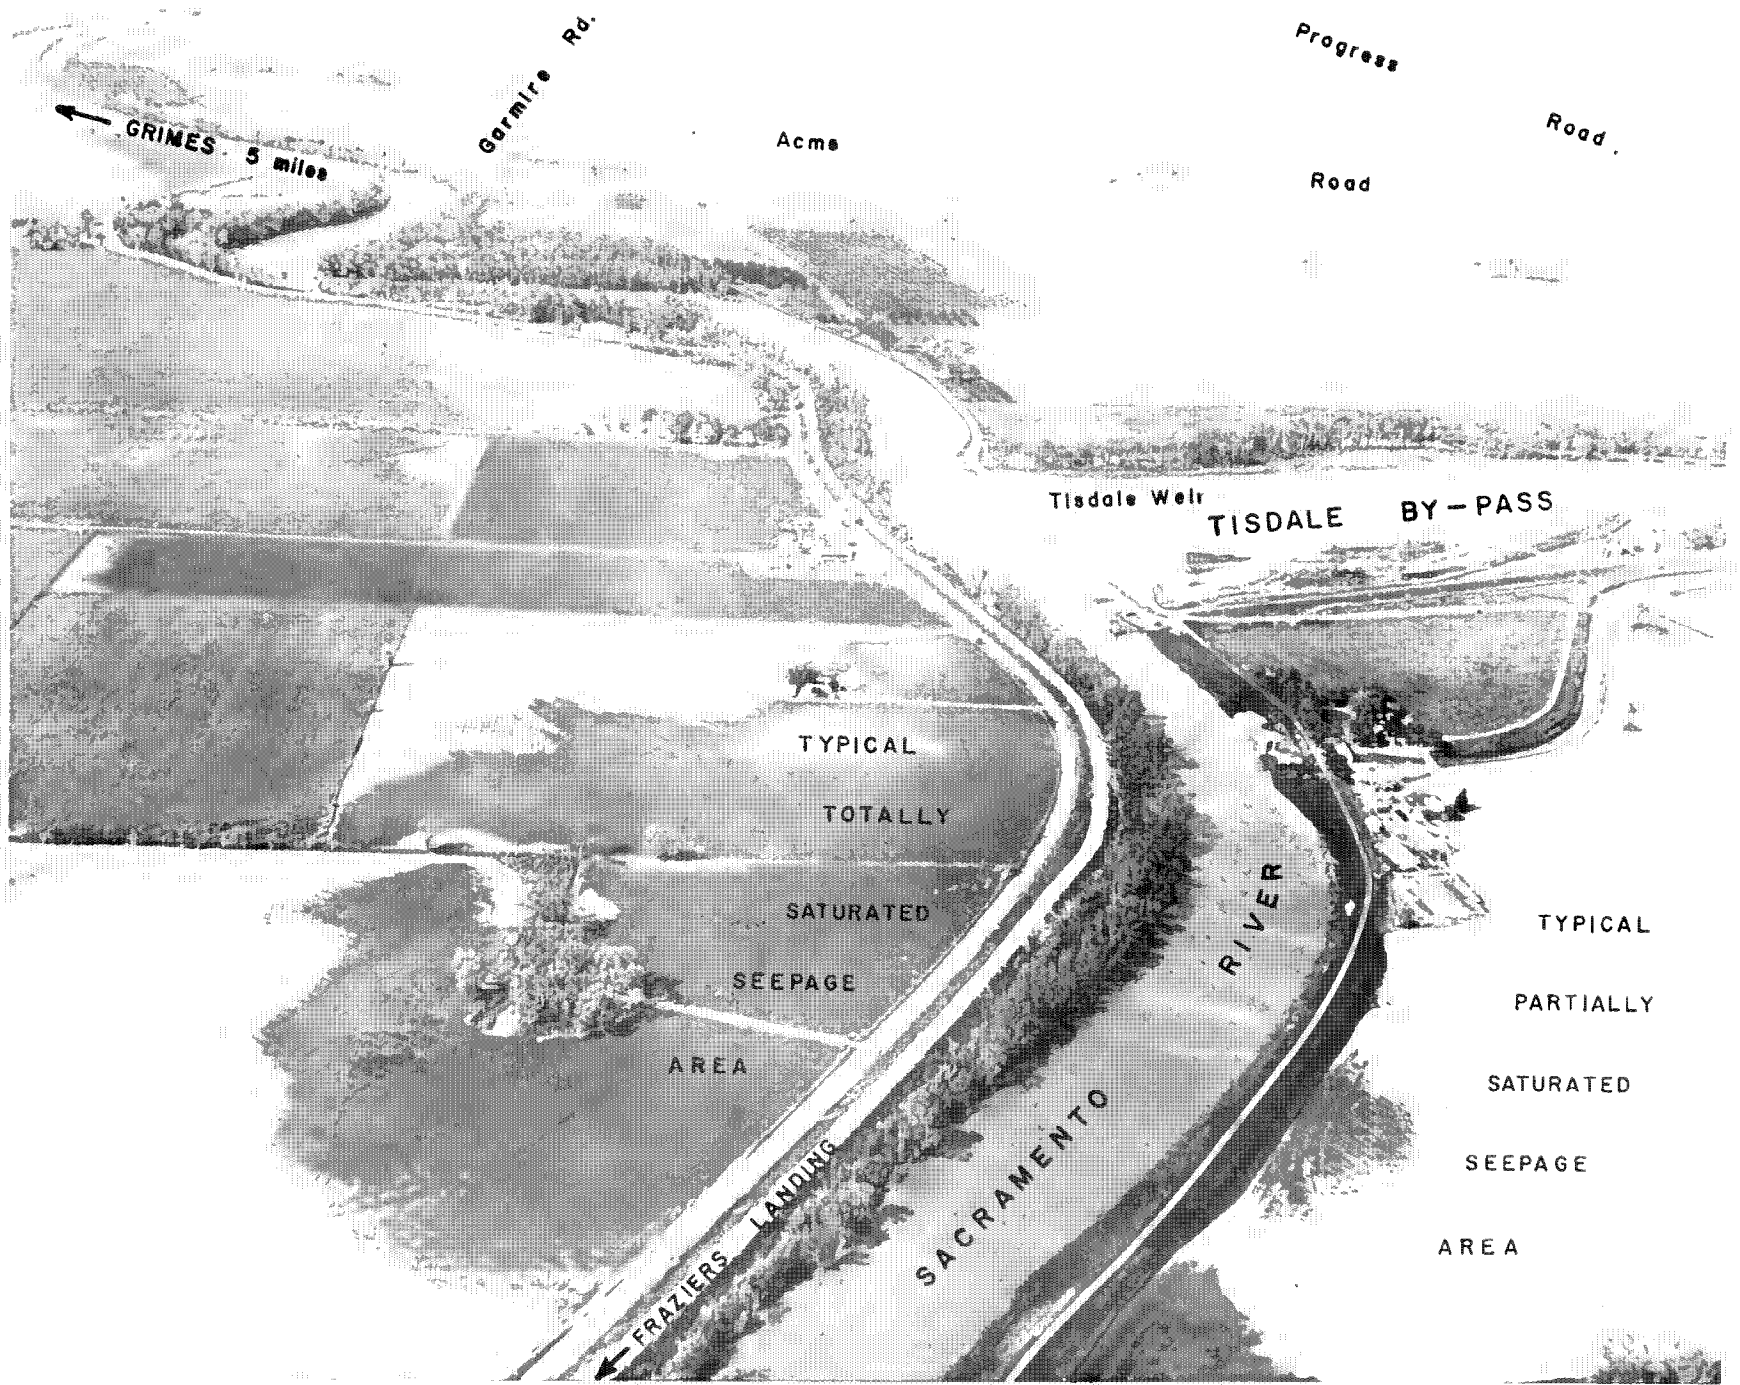 Garmire Rd.
Progress Road.
GRIMES 5 miles
Acme Road
Tisdale Weir
TISDALE BY-PASS
TYPICAL
TOTALLY
SATURATED
SEEPAGE
AREA
SACRAMENTO RIVER
TYPICAL
PARTIALLY
SATURATED
SEEPAGE
AREA
FRAZIERS LANDING